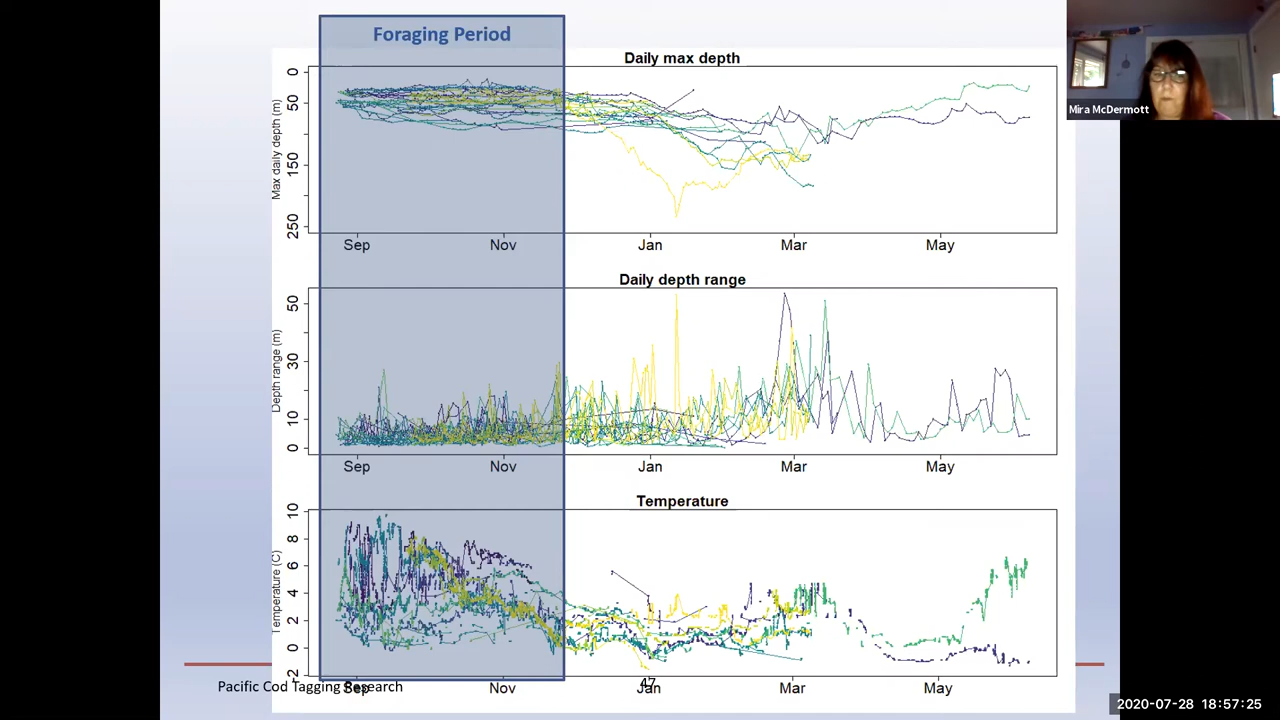 Foraging Period
Daily max depth
Max daily depth (m)
0
50
150
250
Sep Nov Jan Mar May
Daily depth range
Depth range (m)
50
30
10
0
Sep Nov Jan Mar May
Temperature
Temperature (C)
10
8
6
4
2
0
-2
Sep Nov Jan Mar May
Pacific Cod Tagging Research
47
Mira McDermott
2020-07-28 18:57:25